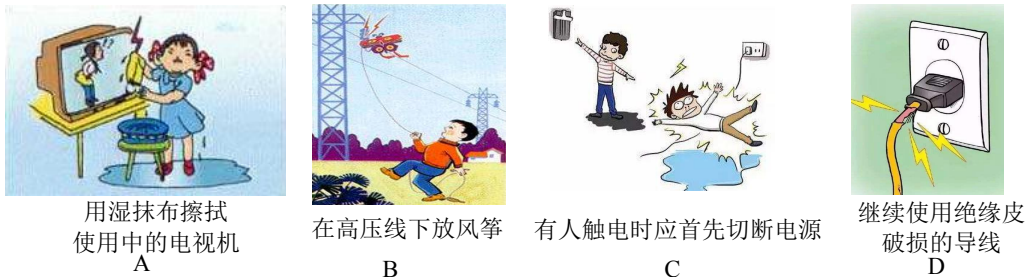 用湿抹布擦拭
使用中的电视机
A
在高压线下放风筝
B
有人触电时应首先切断电源
C
继续使用绝缘皮
破损的导线
D